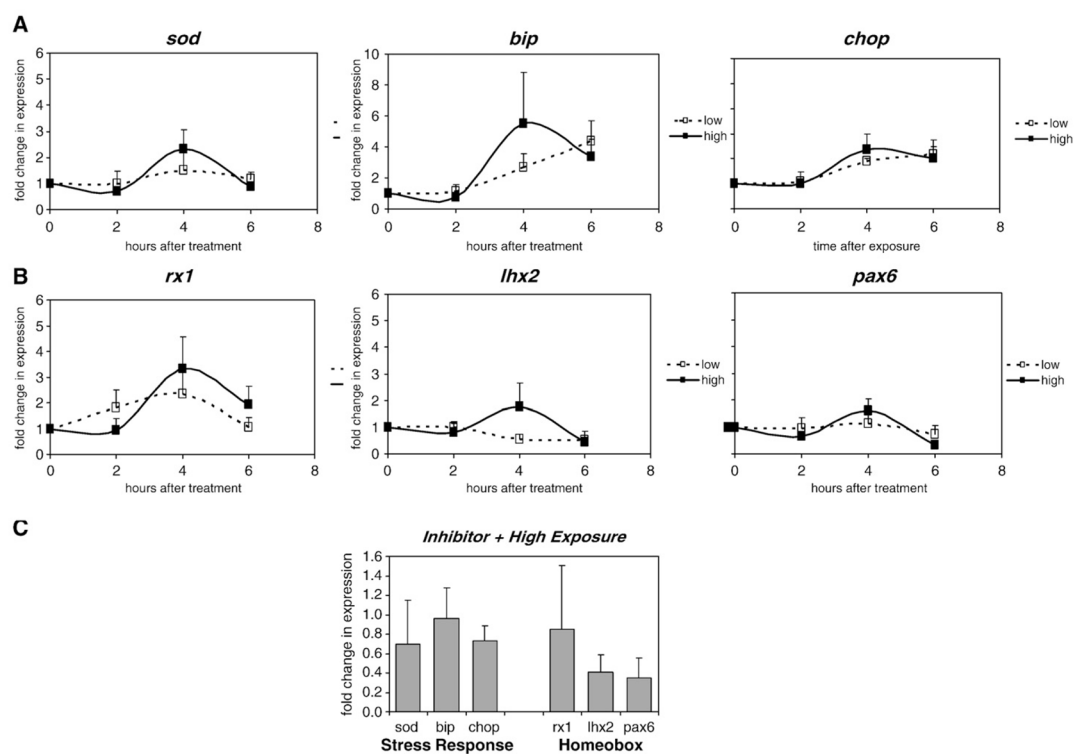 A
sod
bip
chop
fold change in expression
6
5
4
3
2
1
0
0 2 4 6 8
hours after treatment
fold change in expression
10
8
6
4
2
0
0 2 4 6 8
hours after treatment
low
high
0 2 4 6 8
time after exposure
low
high
B
rx1
lhx2
pax6
fold change in expression
6
5
4
3
2
1
0
0 2 4 6 8
hours after treatment
fold change in expression
6
5
4
3
2
1
0
0 2 4 6 8
hours after treatment
low
high
0 2 4 6 8
hours after treatment
low
high
C
Inhibitor + High Exposure
fold change in expression
1.6
1.4
1.2
1.0
0.8
0.6
0.4
0.2
0.0
sod bip chop rx1 lhx2 pax6
Stress Response Homeobox